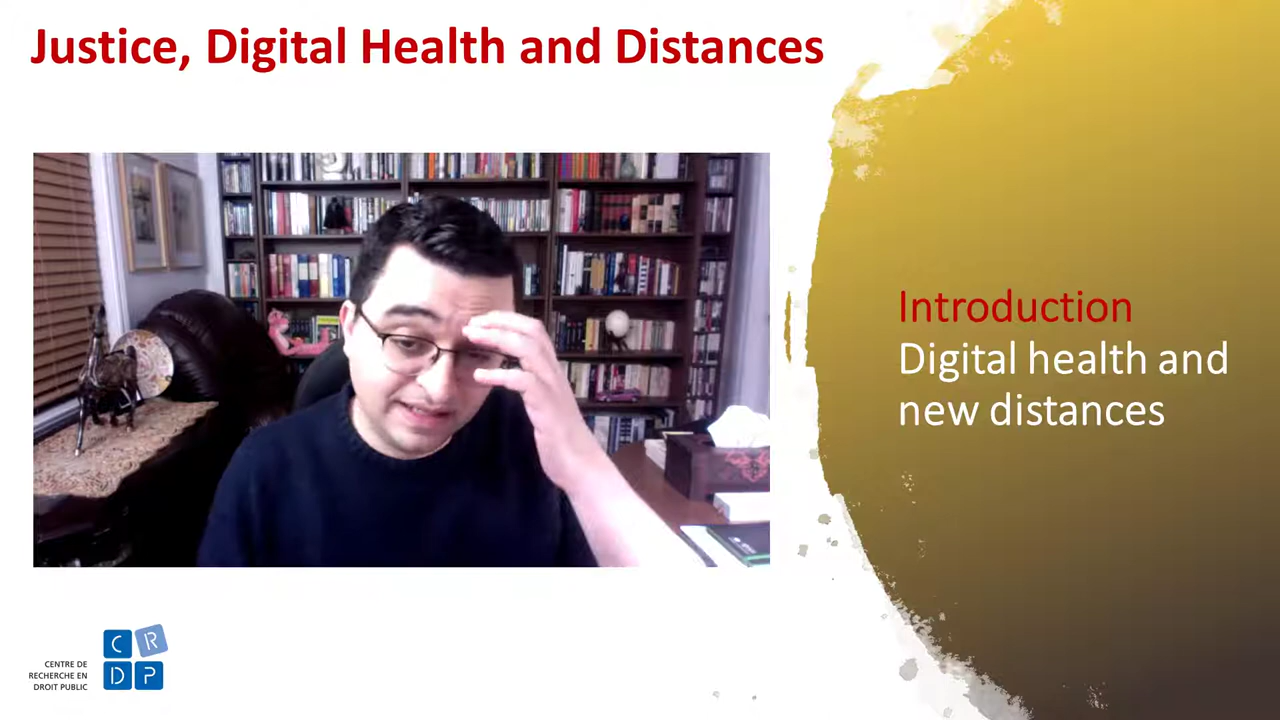 Justice, Digital Health and Distances
Introduction
Digital health and
new distances
CENTRE DE
RECHERCHE EN
DROIT PUBLIC
C R
D P